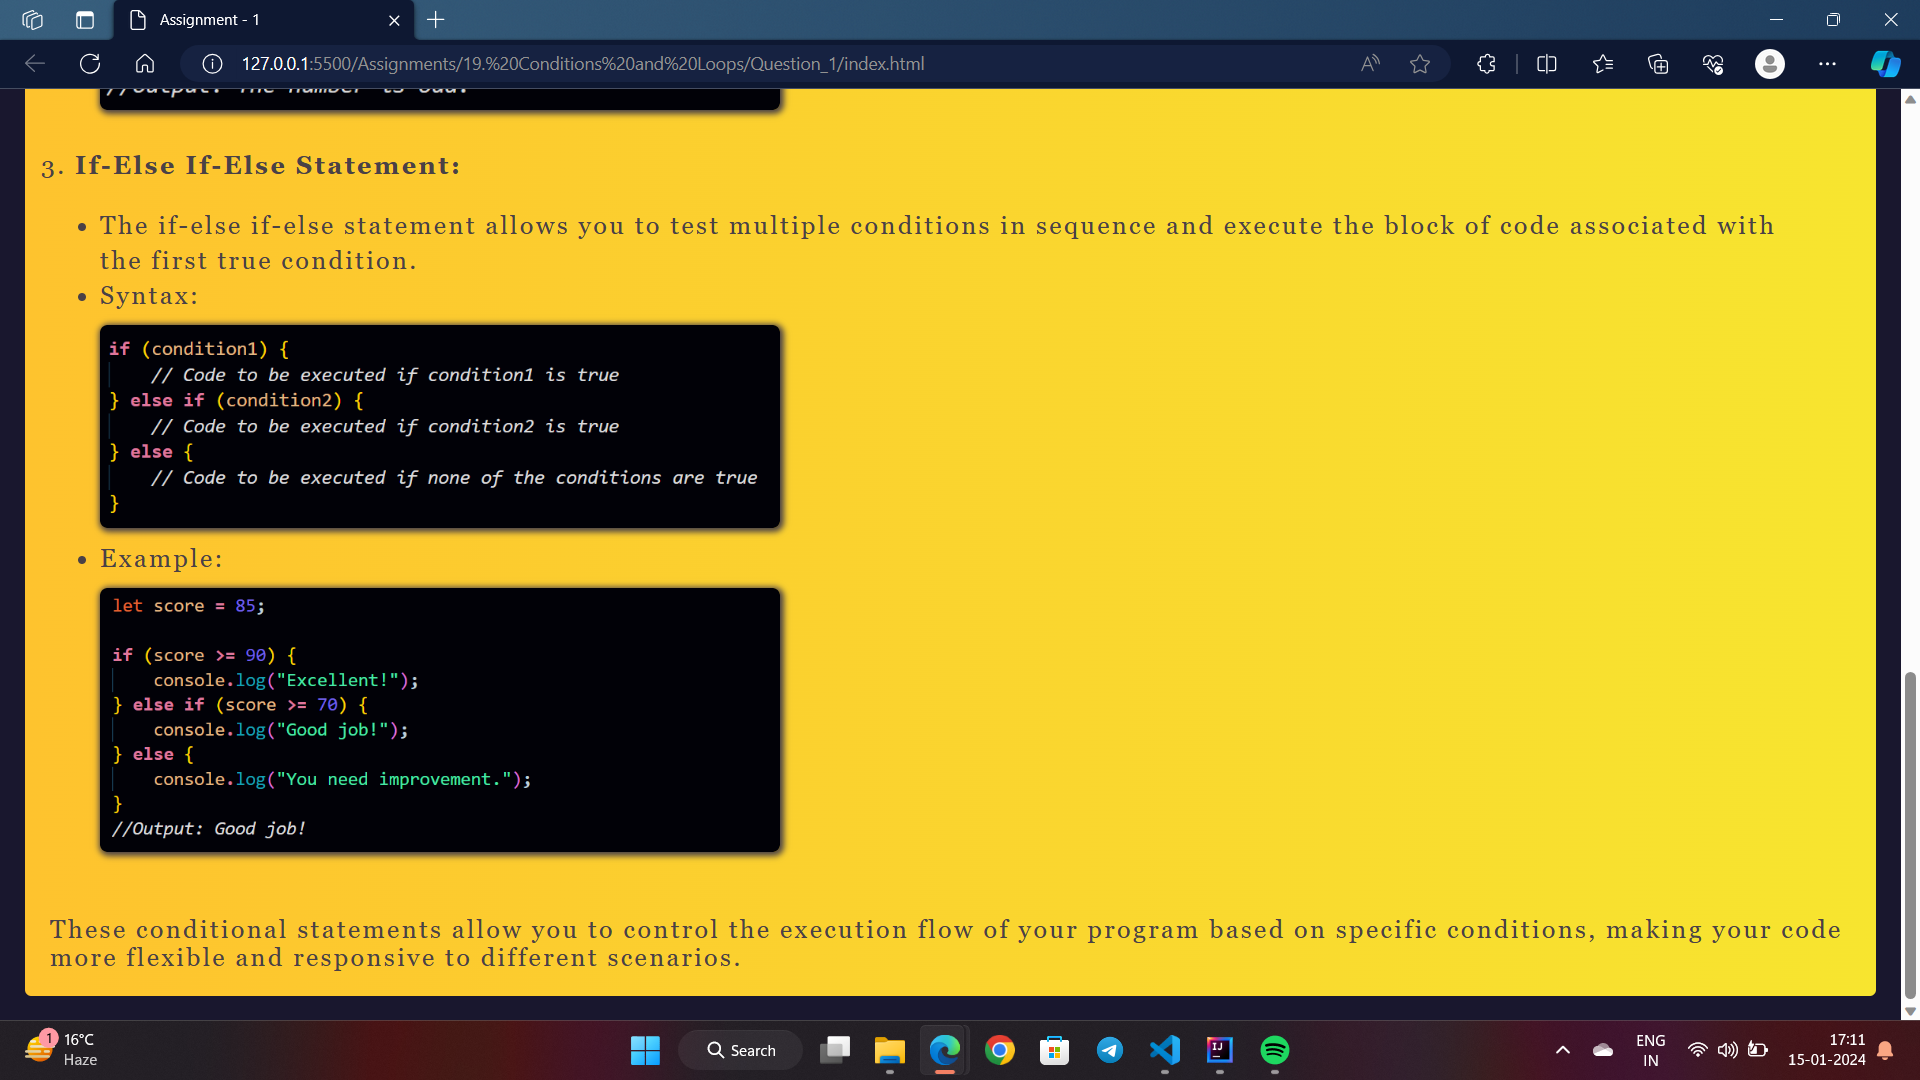 Assignment - 1
127.0.0.1:5500/Assignments/19.%20Conditions%20and%20Loops/Question_1/index.html
//Output: The number is odd.
3. If-Else If-Else Statement:
• The if-else if-else statement allows you to test multiple conditions in sequence and execute the block of code associated with
the first true condition.
• Syntax:
if (condition1) {
// Code to be executed if condition1 is true
} else if (condition2) {
// Code to be executed if condition2 is true
} else {
// Code to be executed if none of the conditions are true
}
• Example:
let score = 85;
if (score >= 90) {
console.log("Excellent!");
} else if (score >= 70) {
console.log("Good job!");
} else {
console.log("You need improvement.");
}
//Output: Good job!
These conditional statements allow you to control the execution flow of your program based on specific conditions, making your code
more flexible and responsive to different scenarios.
1
16°C
Haze
Search
IJ
ENG
IN
17:11
15-01-2024